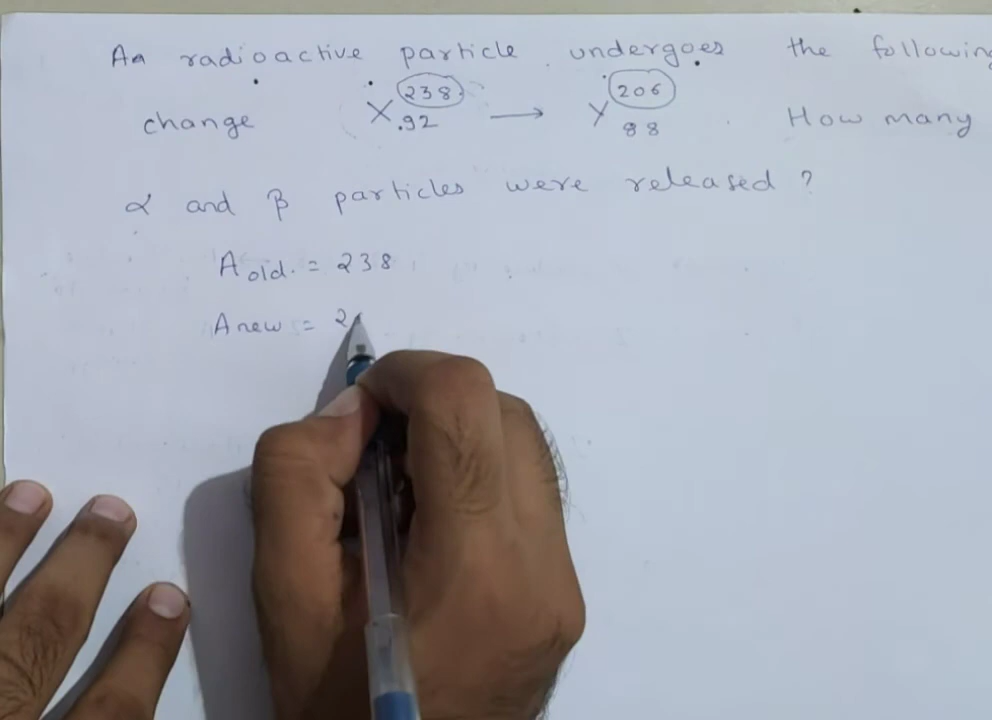 An radioactive particle undergoes the following
change X 238 92 → Y 206 88 How many
α and β particles were released ?
A old. = 238
A new = 2